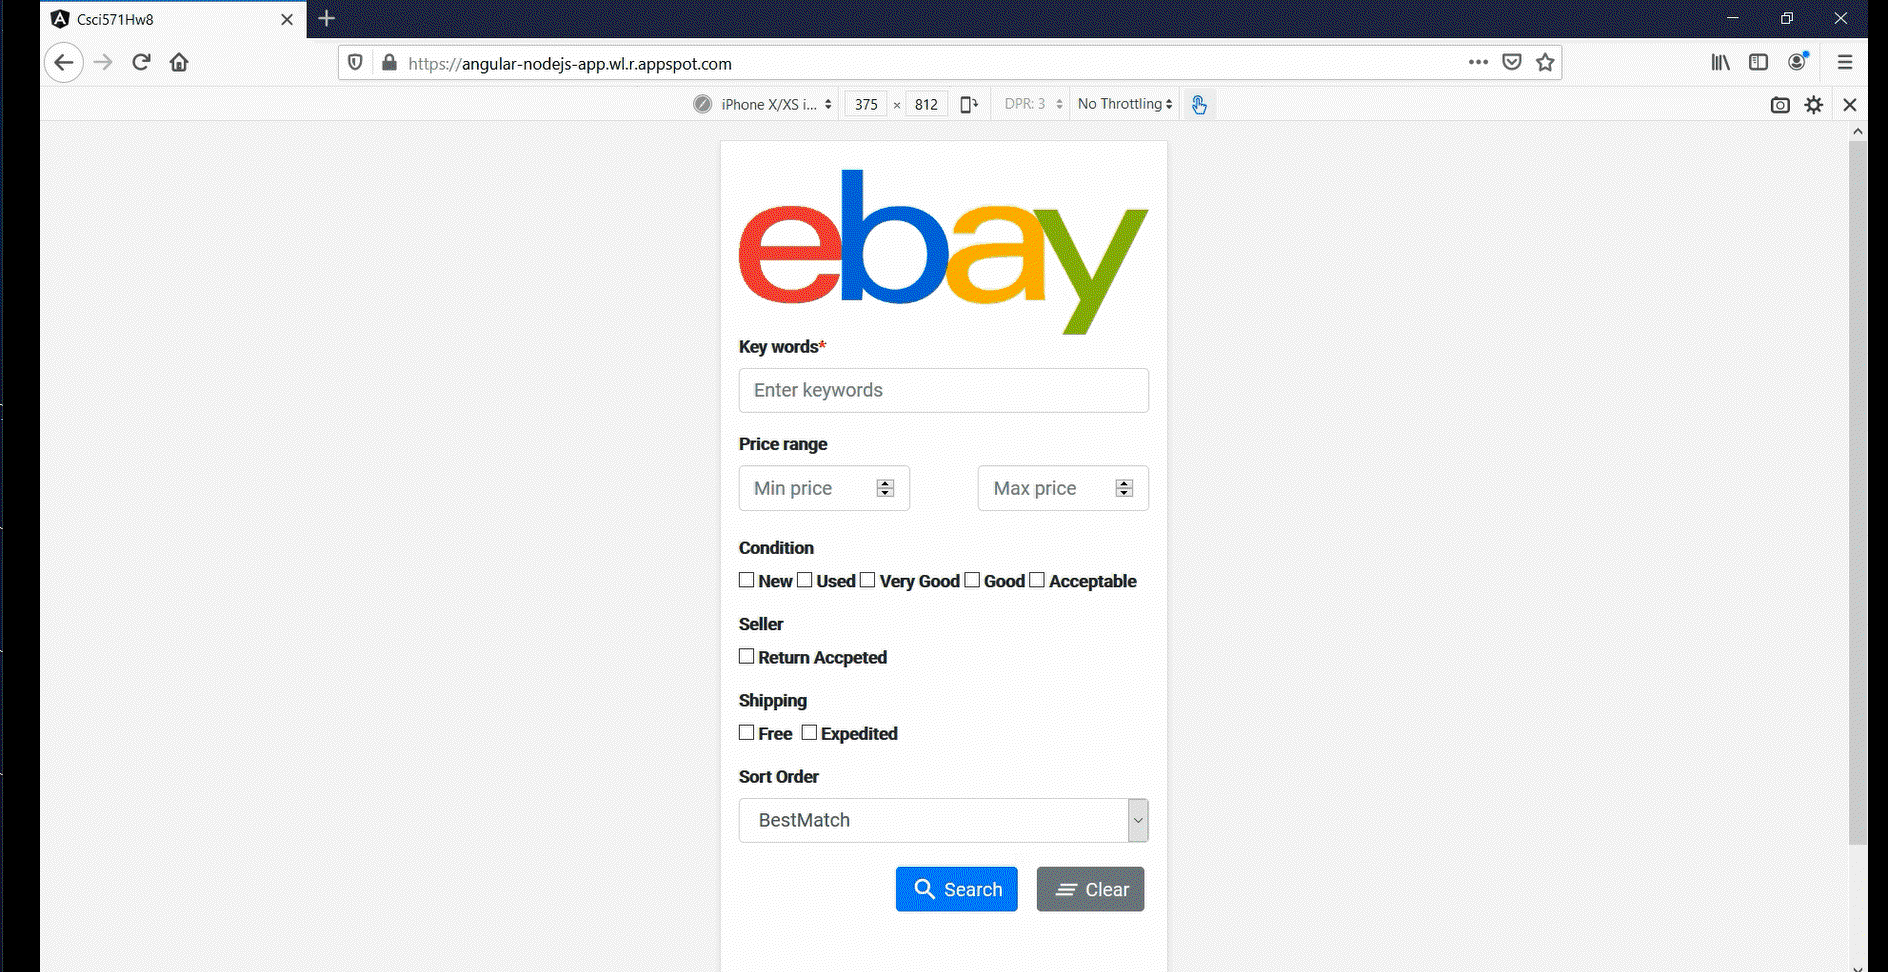 Csci571Hw8
https://angular-nodejs-app.wl.r.appspot.com
iPhone X/XS i... 375 × 812 DPR: 3 No Throttling
ebay
Key words*
Enter keywords
Price range
Min price Max price
Condition
New Used Very Good Good Acceptable
Seller
Return Accpeted
Shipping
Free Expedited
Sort Order
BestMatch
Search Clear